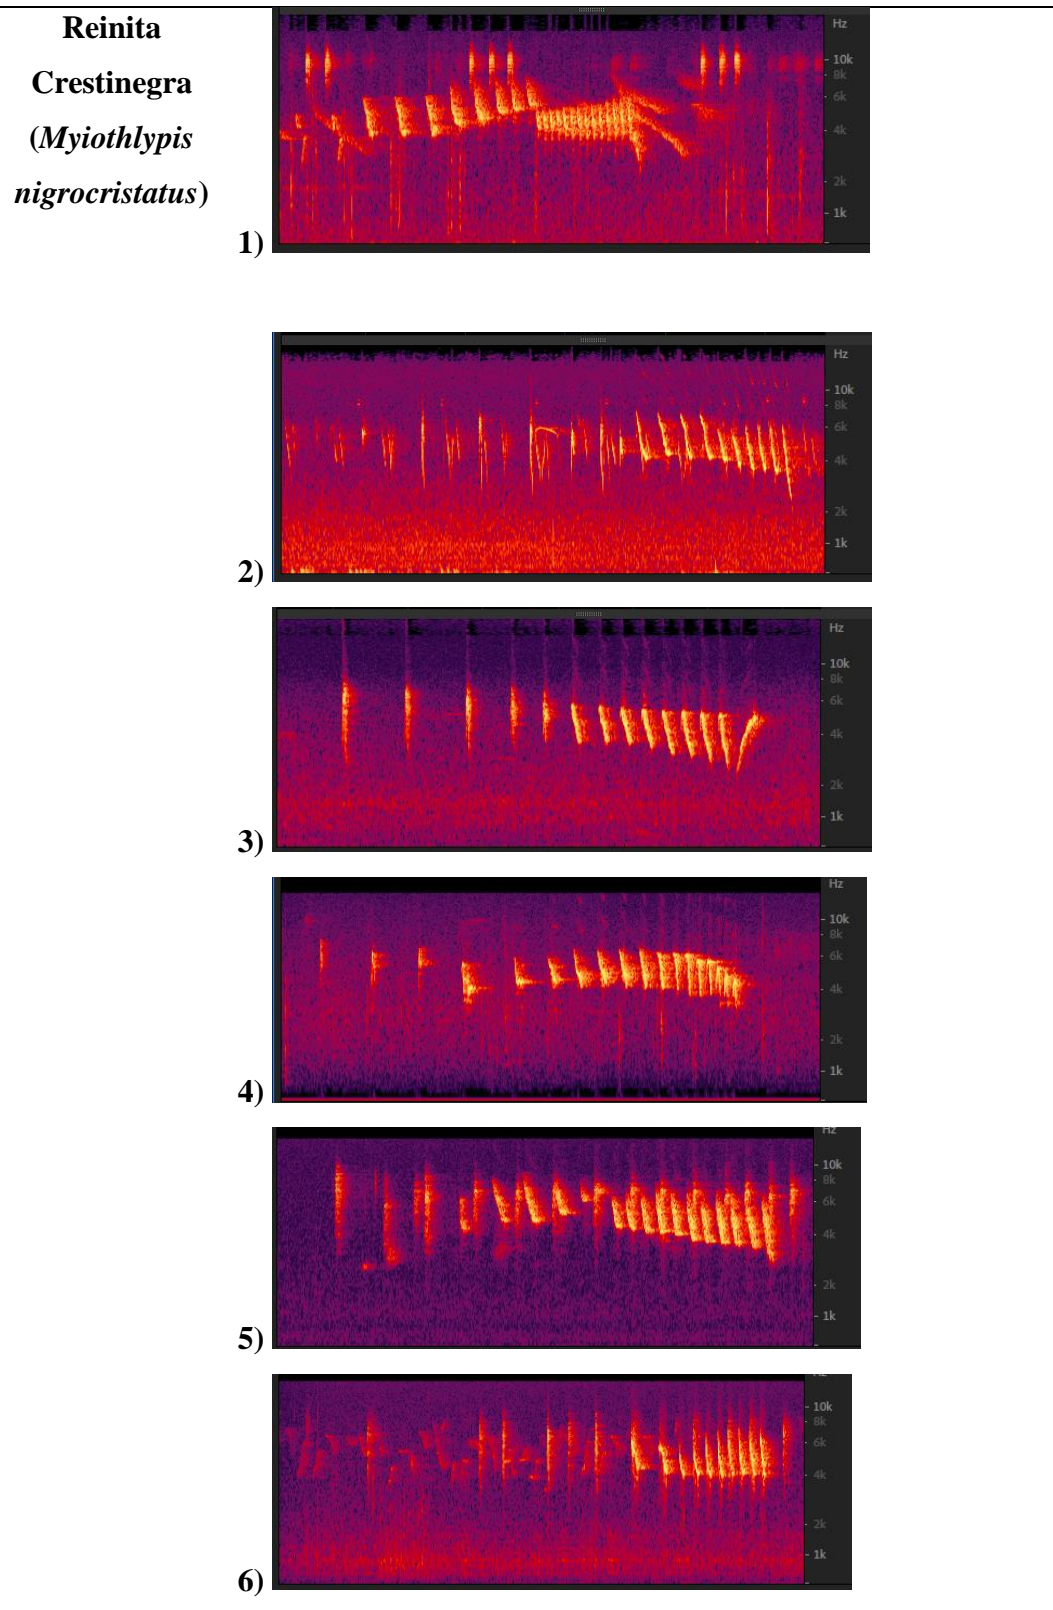 Reinita
Crestinegra
(Myiothlypis
nigrocristatus)
1)
Hz
10k
8k
6k
4k
2k
1k
2)
Hz
10k
8k
6k
4k
2k
1k
3)
Hz
10k
8k
6k
4k
2k
1k
4)
Hz
10k
8k
6k
4k
2k
1k
5)
Hz
10k
8k
6k
4k
2k
1k
6)
Hz
10k
8k
6k
4k
2k
1k